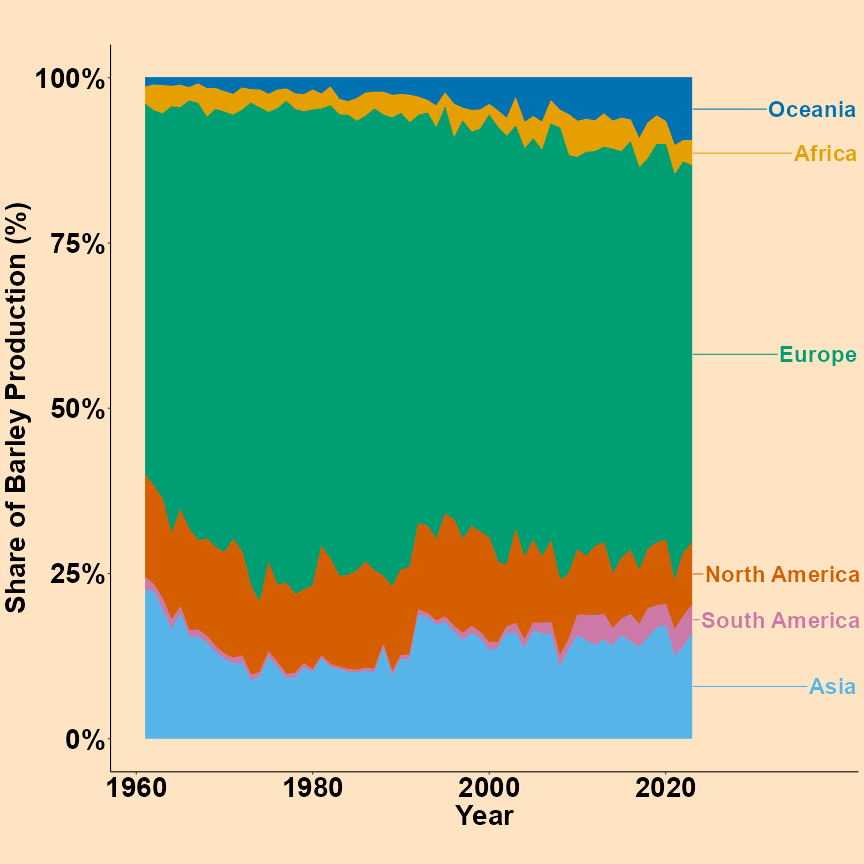 100%
75%
50%
25%
0%
Share of Barley Production (%)
1960
1980
2000
2020
Year
Oceania
Africa
Europe
North America
South America
Asia